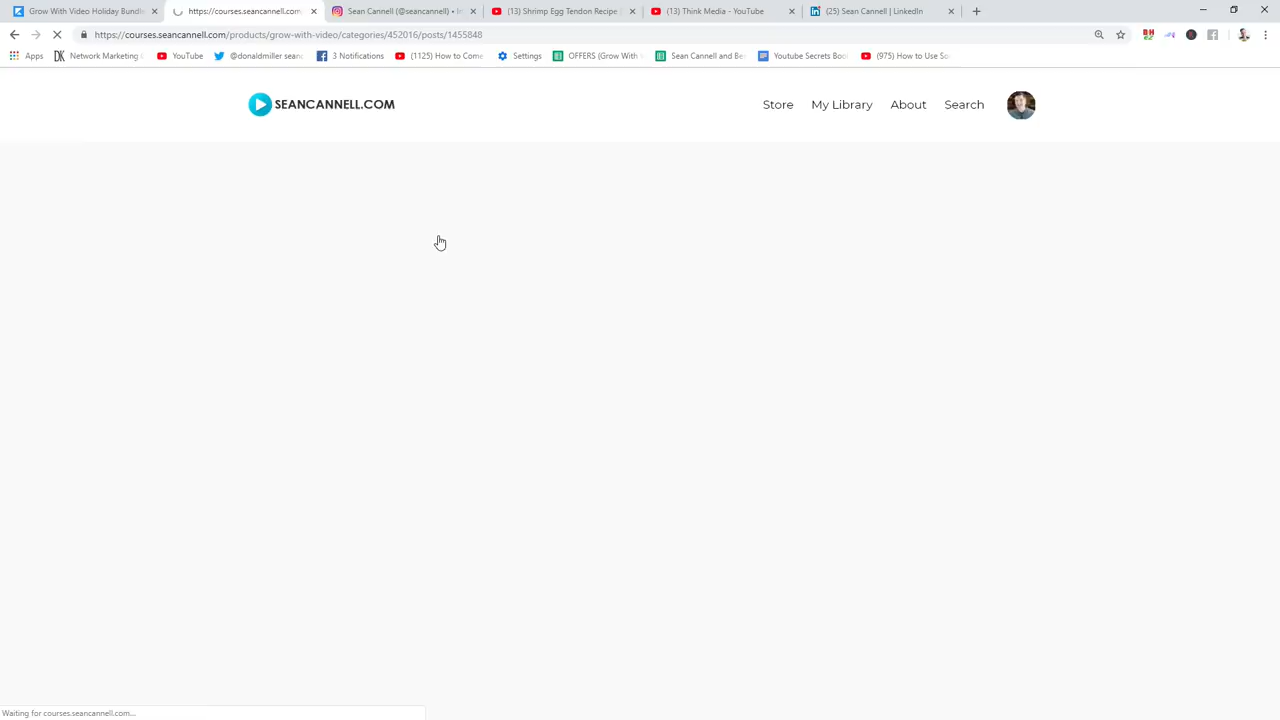 Grow With Video Holiday Bundle
https://courses.seancannell.com
Sean Cannell (@seancannell) • In
(13) Shrimp Egg Tendon Recipe
(13) Think Media - YouTube
(25) Sean Cannell | LinkedIn
https://courses.seancannell.com/products/grow-with-video/categories/452016/posts/1455848
Apps
Network Marketing
YouTube
@donaldmiller seanc
3 Notifications
(1125) How to Come
Settings
OFFERS (Grow With
Sean Cannell and Be
Youtube Secrets Boo
(975) How to Use So
SEANCANNELL.COM
Store
My Library
About
Search
Waiting for courses.seancannell.com...